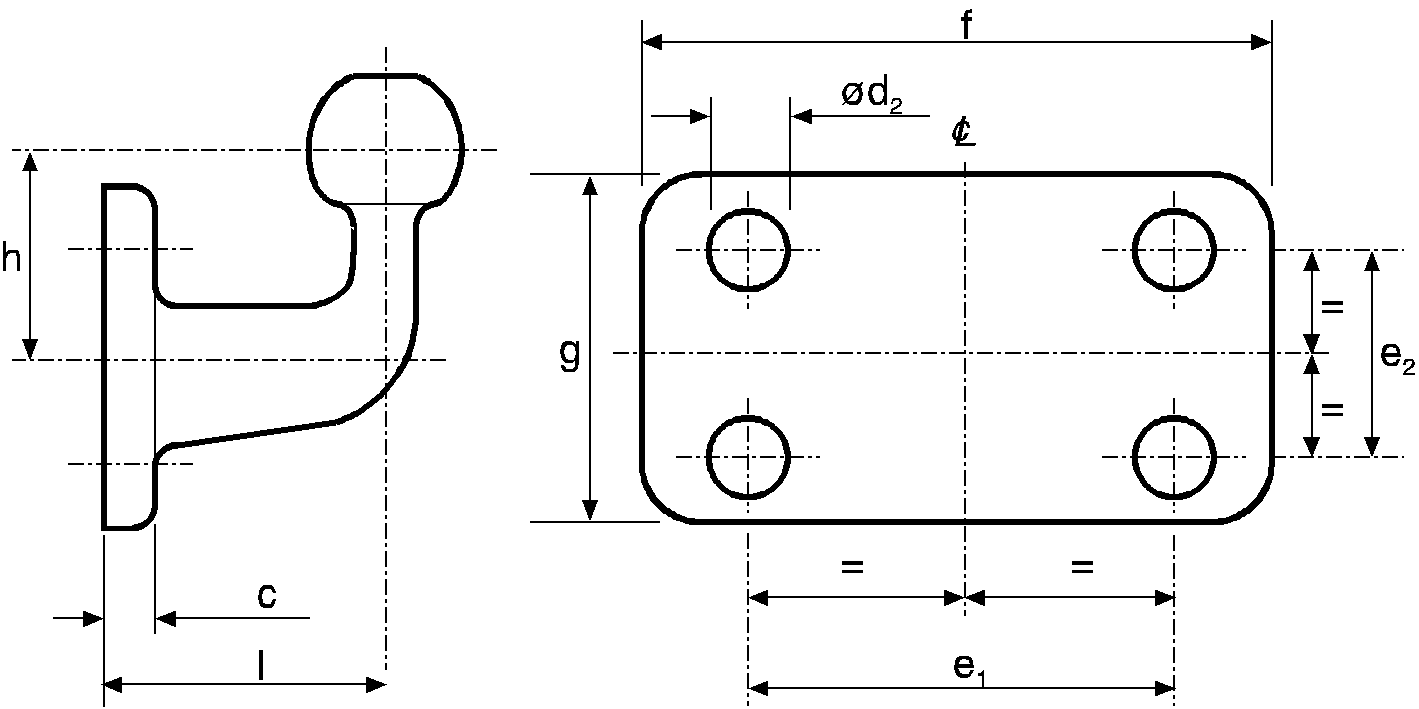 f
ød₂
℄
h
g
=
e₂
=
c
=
=
l
e₁